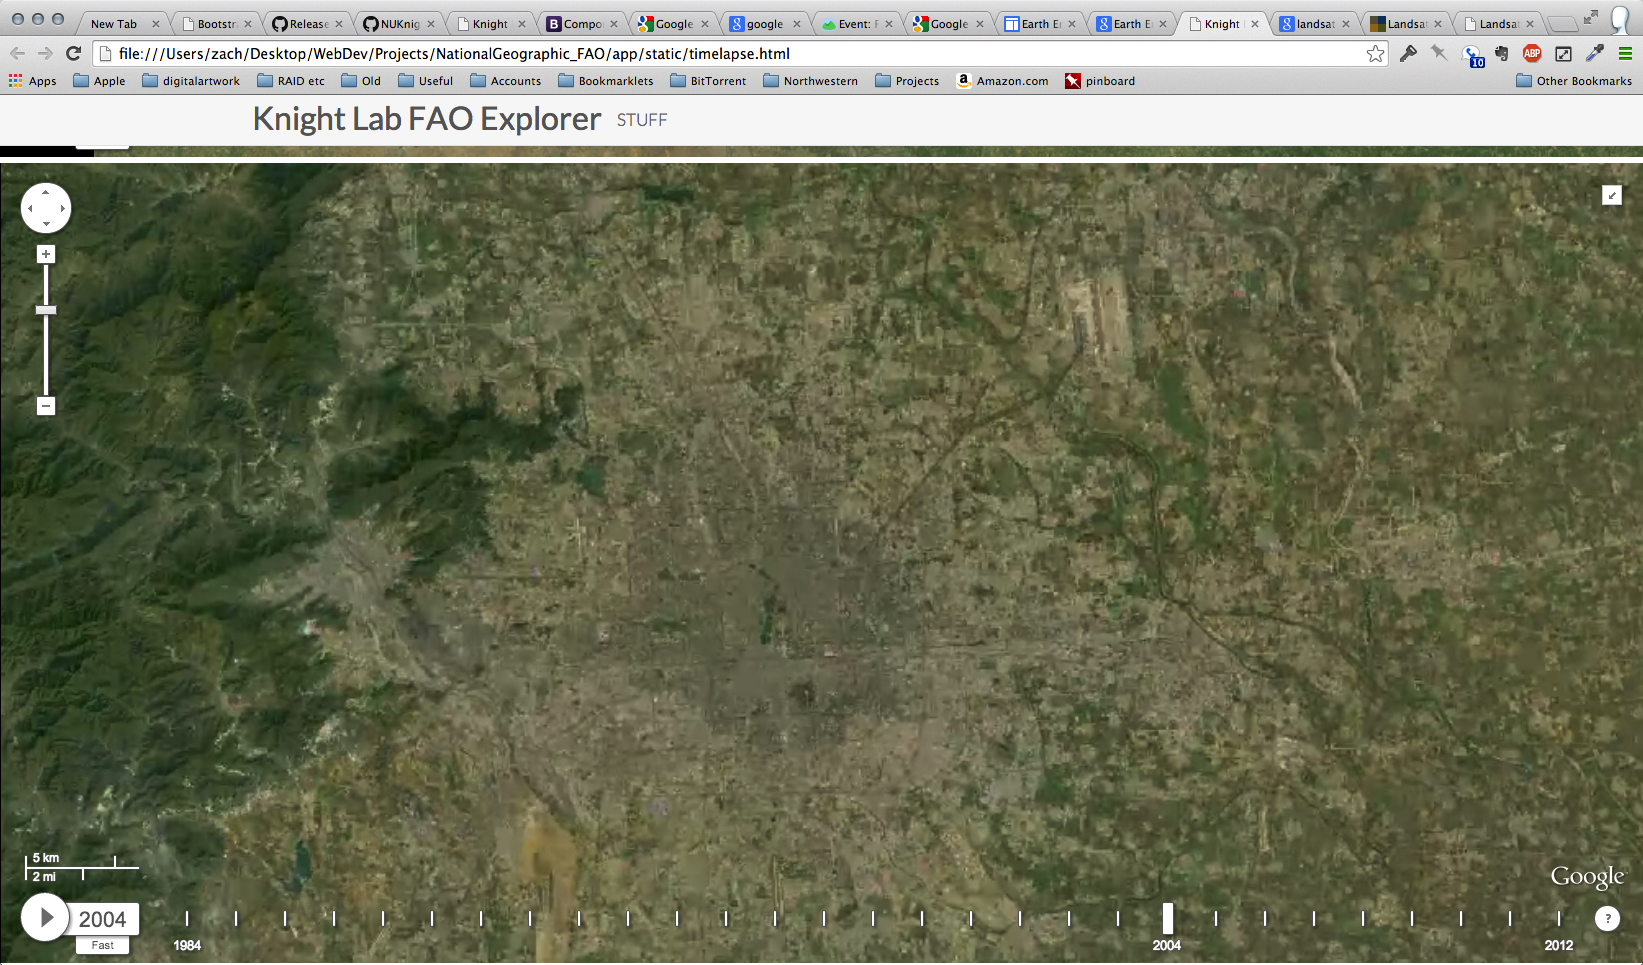 New Tab
Bootstr
Release
NUKnig
Knight
B Compo
Google
google
Event: F
Google
Earth E
Earth E
Knight
landsat
Landsat
Landsat
file:///Users/zach/Desktop/WebDev/Projects/NationalGeographic_FAO/app/static/timelapse.html
10
ABP
Apps Apple digitalartwork RAID etc Old Useful Accounts Bookmarklets BitTorrent Northwestern Projects Amazon.com pinboard Other Bookmarks
Knight Lab FAO Explorer STUFF
+
−
5 km
2 mi
Google
2004
Fast
1984
2004
2012
?